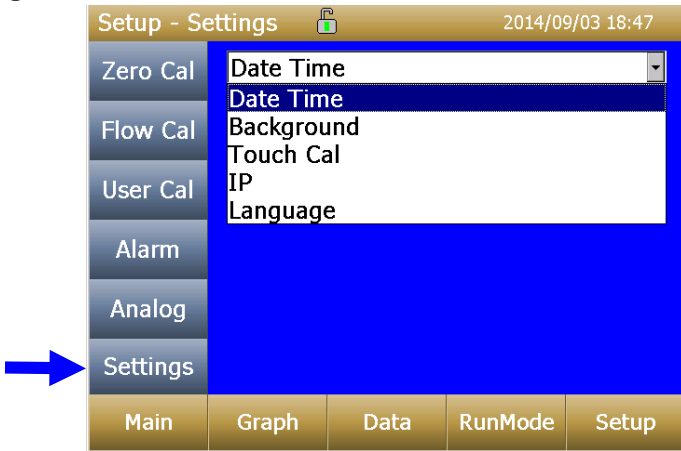 Setup - Settings 2014/09/03 18:47
Zero Cal
Flow Cal
User Cal
Alarm
Analog
Settings
Date Time
Date Time
Background
Touch Cal
IP
Language
Main Graph Data RunMode Setup